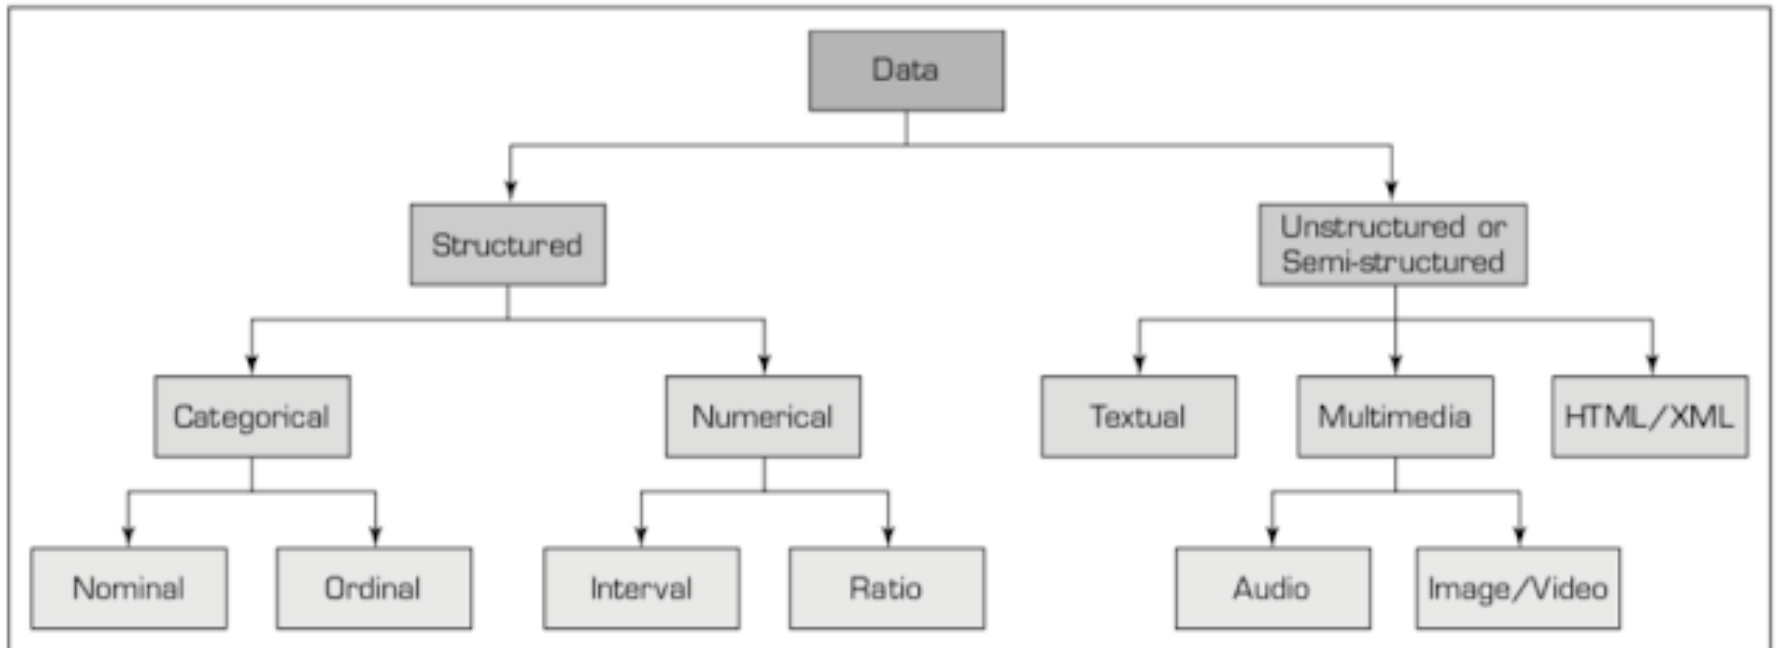 Data
Structured
Unstructured or
Semi-structured
Categorical
Numerical
Textual
Multimedia
HTML/XML
Nominal
Ordinal
Interval
Ratio
Audio
Image/Video